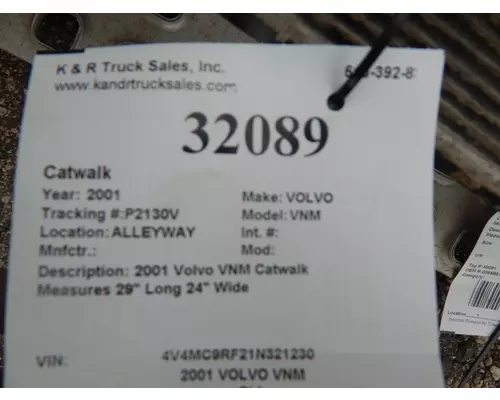 K & R Truck Sales, Inc.
www.kandrtrucksales.com
32089
Catwalk
Year: 2001 Make: VOLVO
Tracking #:P2130V Model: VNM
Location: ALLEYWAY Int. #:
Mnfctr.: Mod:
Description: 2001 Volvo VNM Catwalk
Measures 29" Long 24" Wide
VIN: 4V4MC9RF21N321230
2001 VOLVO VNM